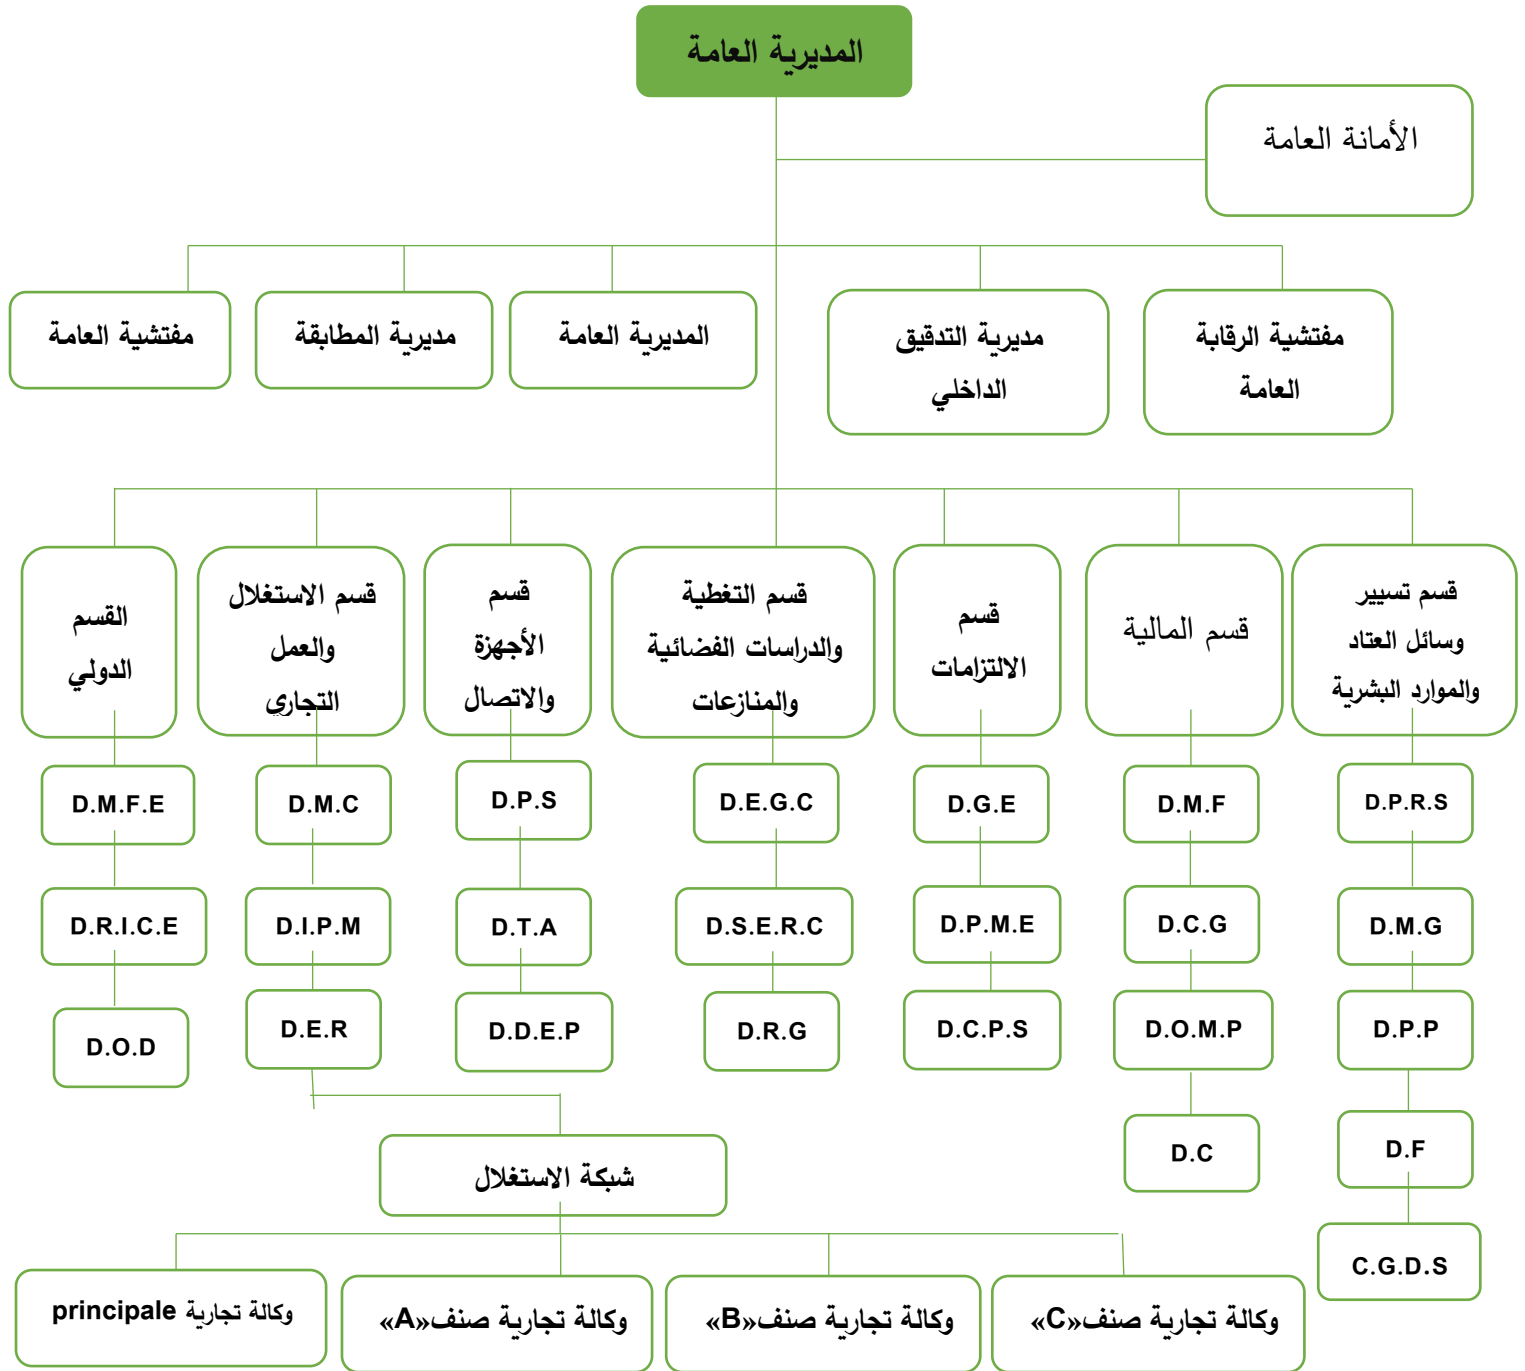 المديرية العامة
الأمانة العامة
مفتشية الرقابة
العامة
مديرية التدقيق
الداخلي
المديرية العامة
مديرية المطابقة
مفتشية العامة
قسم تسيير
وسائل العتاد
والموارد البشرية
قسم المالية
قسم
الالتزامات
قسم التغطية
والدراسات الفضائية
والمنازعات
قسم
الأجهزة
والاتصال
قسم الاستغلال
والعمل
التجاري
القسم
الدولي
D.P.R.S
D.M.F
D.G.E
D.E.G.C
D.P.S
D.M.C
D.M.F.E
D.M.G
D.C.G
D.P.M.E
D.S.E.R.C
D.T.A
D.I.P.M
D.R.I.C.E
D.P.P
D.O.M.P
D.C.P.S
D.R.G
D.D.E.P
D.E.R
D.O.D
D.F
D.C
شبكة الاستغلال
C.G.D.S
وكالة تجارية صنف«C»
وكالة تجارية صنف«B»
وكالة تجارية صنف«A»
وكالة تجارية principale